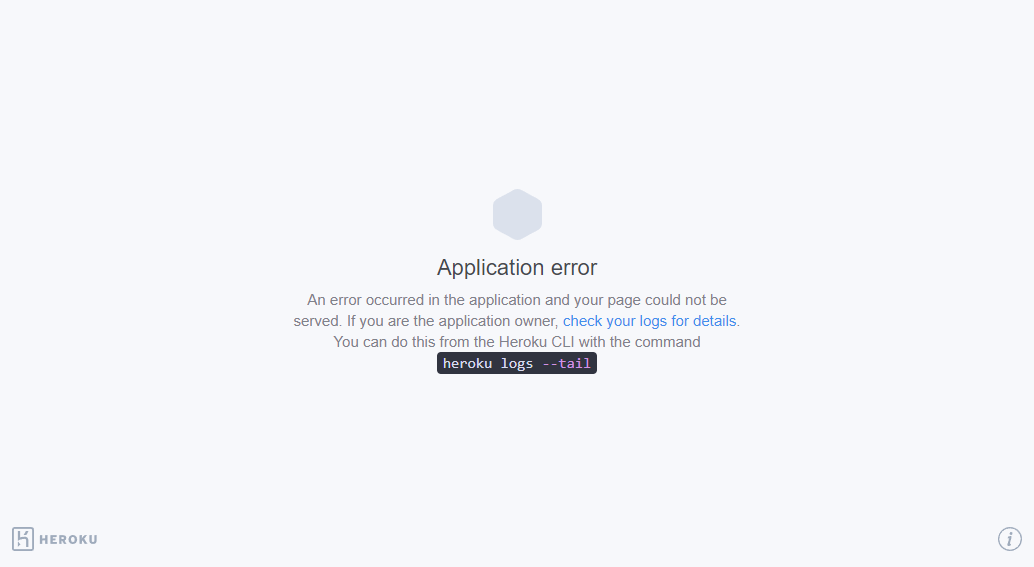 Application error
An error occurred in the application and your page could not be
served. If you are the application owner, check your logs for details.
You can do this from the Heroku CLI with the command
heroku logs --tail
HEROKU
i